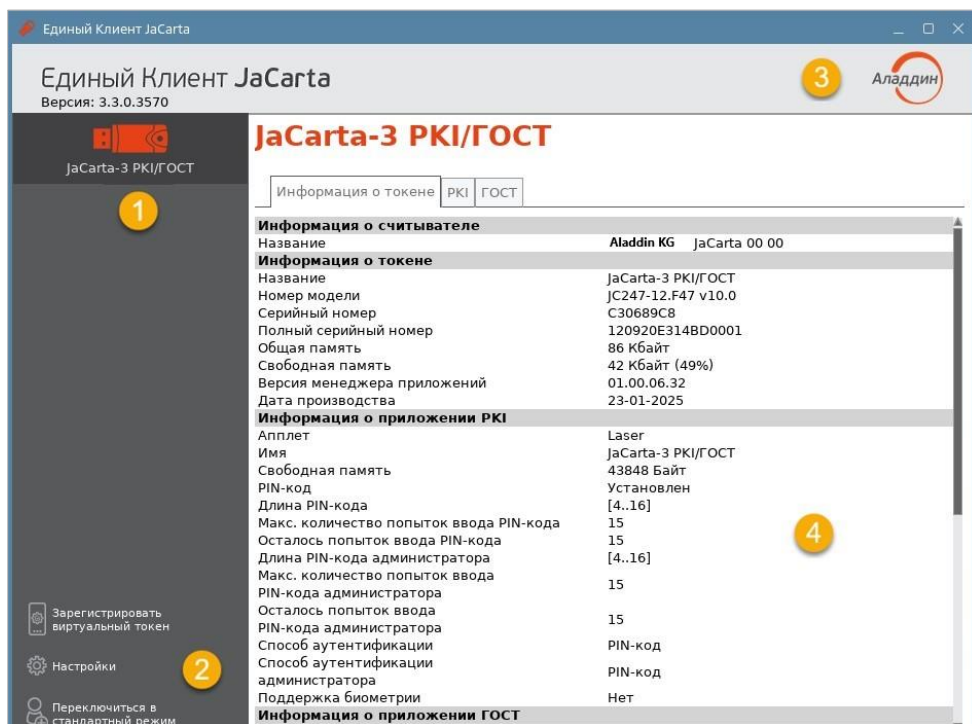 Единый Клиент JaCarta
Единый Клиент JaCarta
Версия: 3.3.0.3570
3
Аладдин
JaCarta-3 PKI/ГОСТ
1
Зарегистрировать
виртуальный токен
Настройки
2
Переключиться в
стандартный режим
JaCarta-3 PKI/ГОСТ
Информация о токене PKI ГОСТ
Информация о считывателе
Название Aladdin KG JaCarta 00 00
Информация о токене
Название JaCarta-3 PKI/ГОСТ
Номер модели JC247-12.F47 v10.0
Серийный номер C30689C8
Полный серийный номер 120920E314BD0001
Общая память 86 Кбайт
Свободная память 42 Кбайт (49%)
Версия менеджера приложений 01.00.06.32
Дата производства 23-01-2025
Информация о приложении PKI
Апплет Laser
Имя JaCarta-3 PKI/ГОСТ
Свободная память 43848 Байт
PIN-код Установлен
Длина PIN-кода [4..16]
Макс. количество попыток ввода PIN-кода 15
Осталось попыток ввода PIN-кода 15
4
Длина PIN-кода администратора [4..16]
Макс. количество попыток ввода
PIN-кода администратора 15
Осталось попыток ввода
PIN-кода администратора 15
Способ аутентификации PIN-код
Способ аутентификации
администратора PIN-код
Поддержка биометрии Нет
Информация о приложении ГОСТ